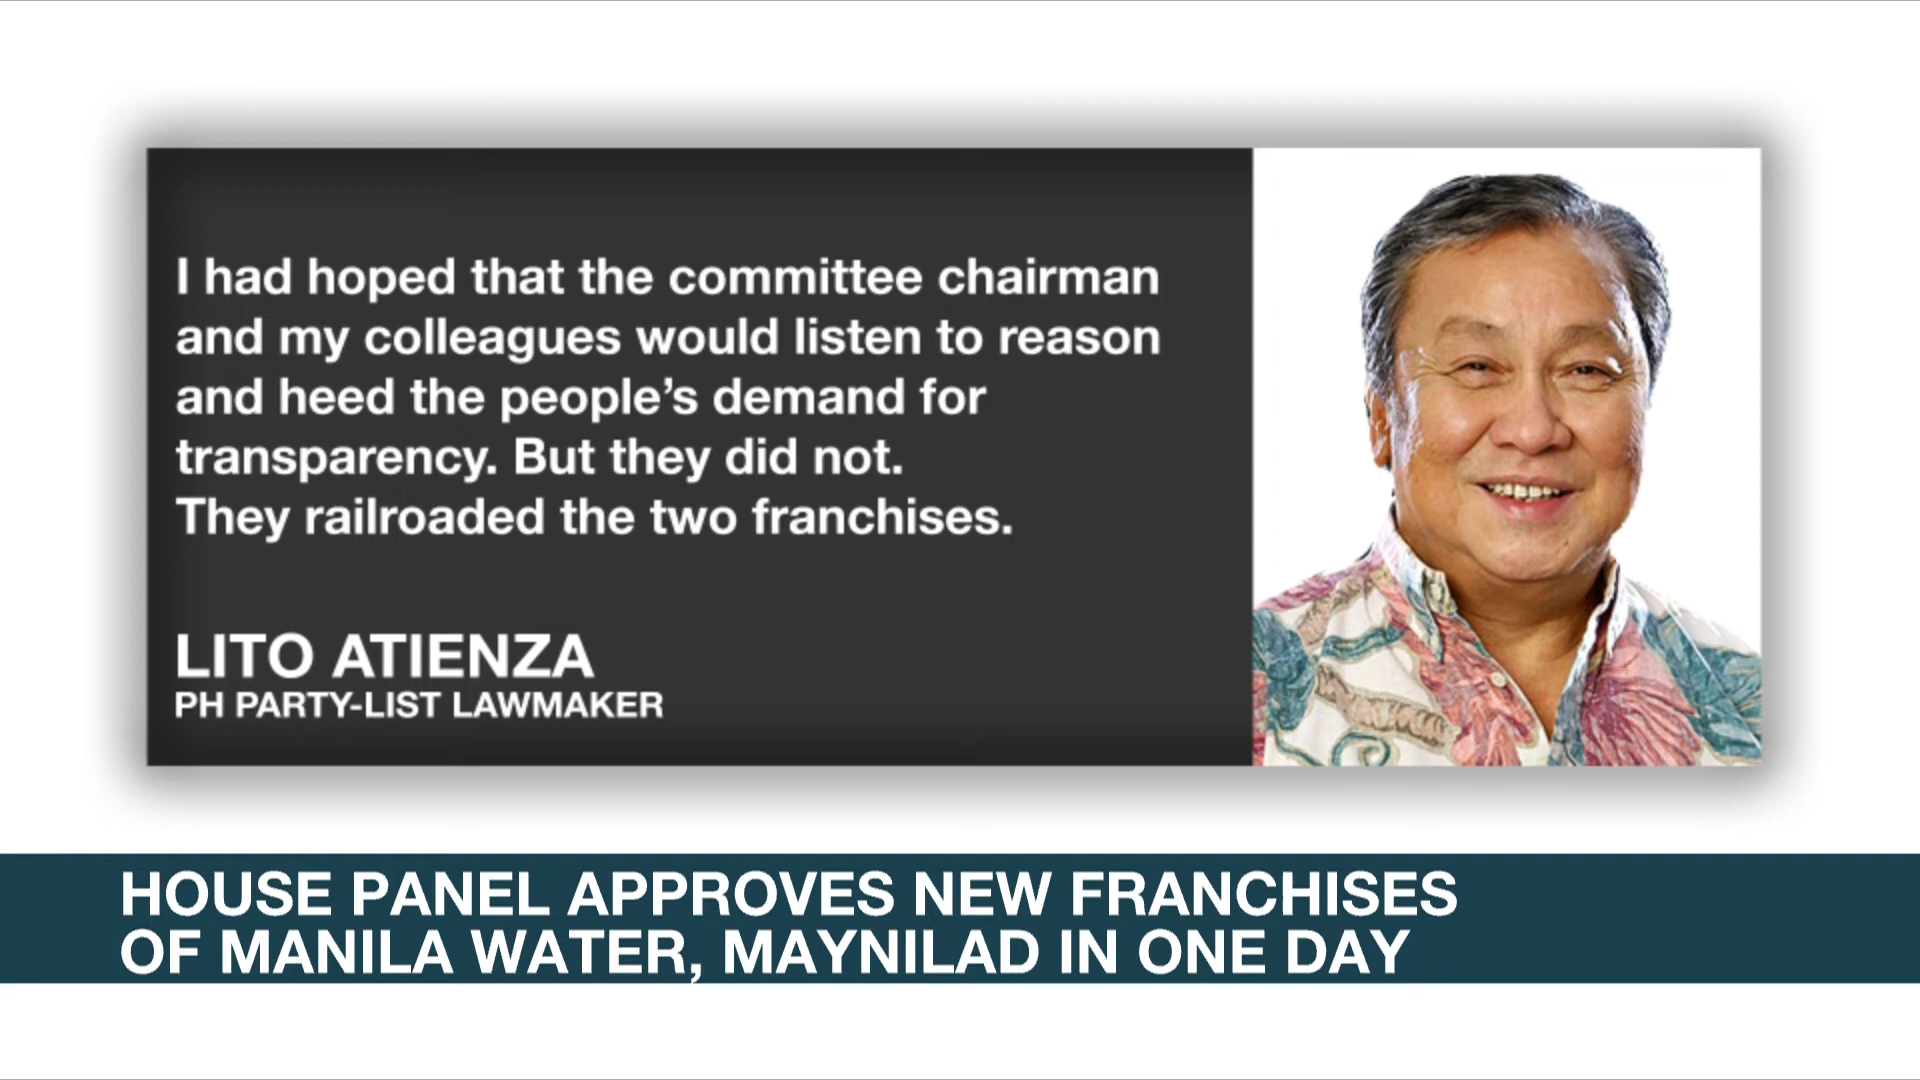 I had hoped that the committee chairman
and my colleagues would listen to reason
and heed the people’s demand for
transparency. But they did not.
They railroaded the two franchises.
LITO ATIENZA
PH PARTY-LIST LAWMAKER
HOUSE PANEL APPROVES NEW FRANCHISES
OF MANILA WATER, MAYNILAD IN ONE DAY